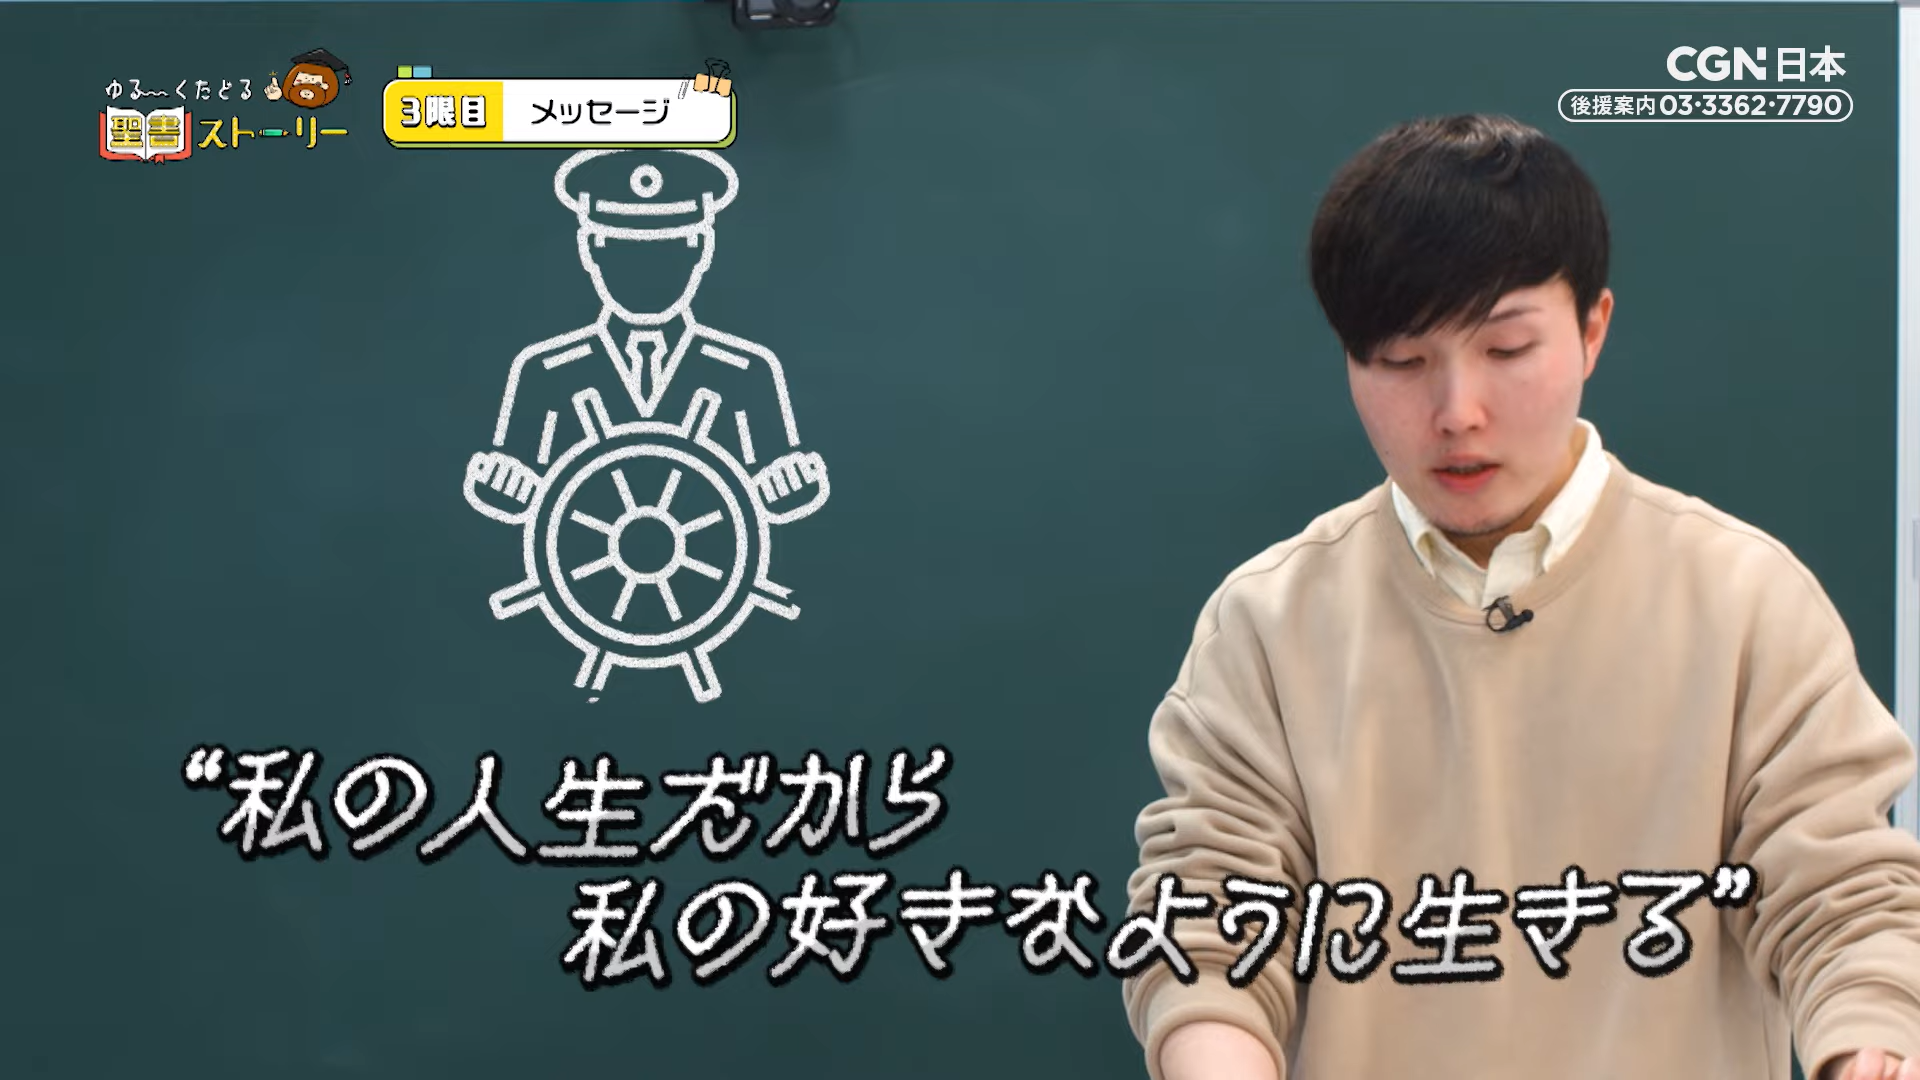 ゆる〜くたどる
聖書ストーリー
3限目 メッセージ
CGN日本
後援案内03·3362·7790
“私の人生だから
私の好きなように生きる”